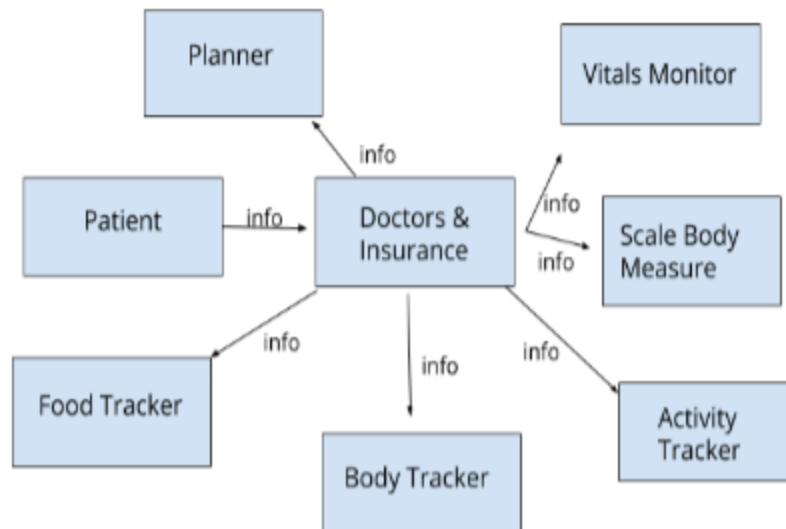 Planner
Vitals Monitor
info
Patient
info
Doctors &
Insurance
info
Scale Body
Measure
info
info
info
info
Food Tracker
Activity
Tracker
Body Tracker